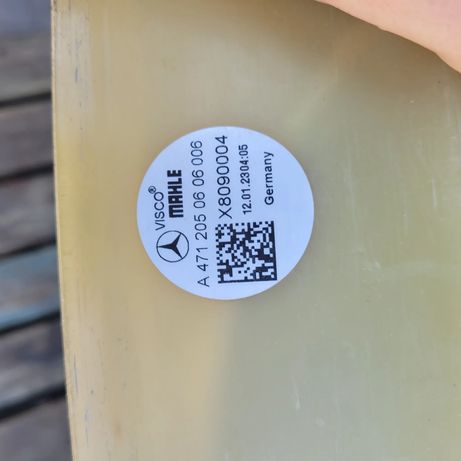 VISCO®
MAHLE
A 471 205 06 06 006
X8090004
12.01.2304:05
Germany